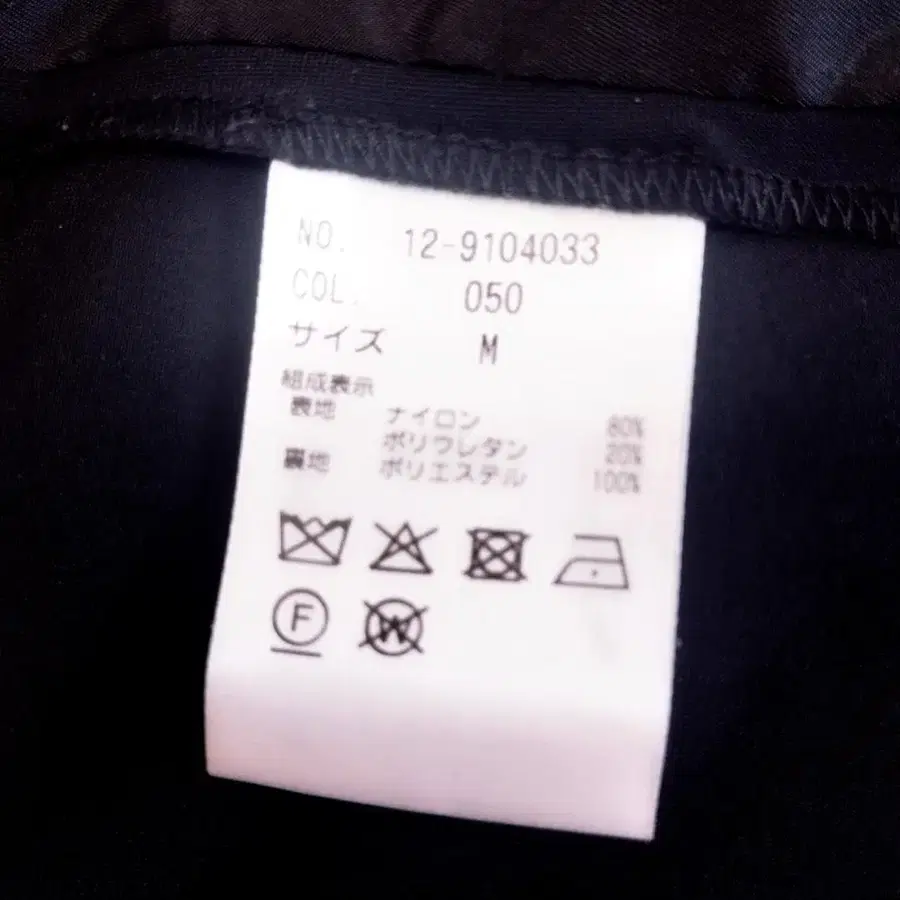 NO. 12-9104033
COL. 050
サイズ M
組成表示
表地 ナイロン 80%
ポリウレタン 20%
裏地 ポリエステル 100%
F
W